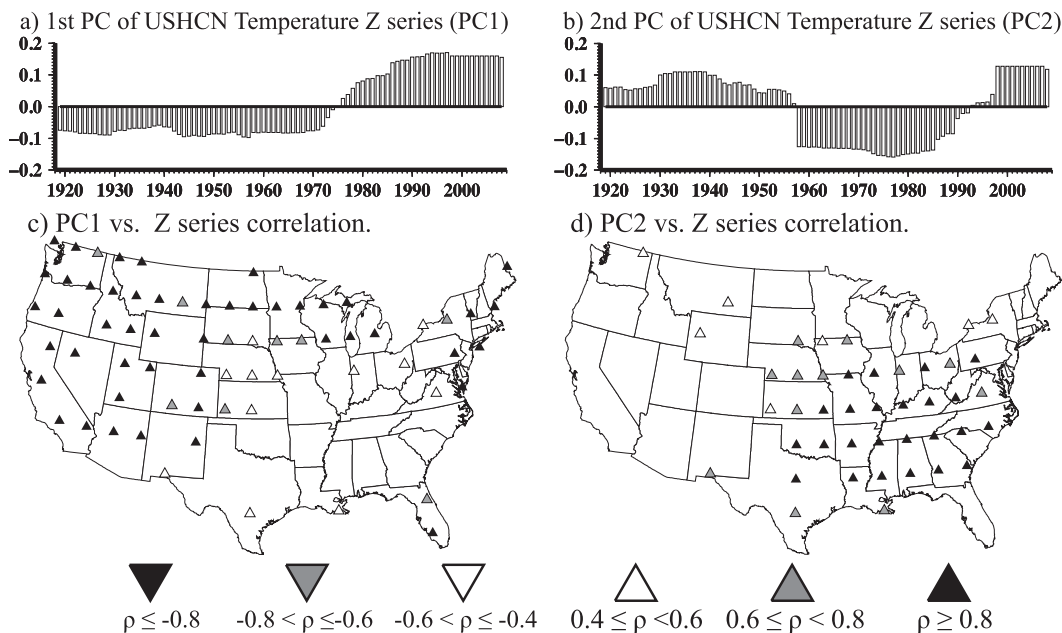 a) 1st PC of USHCN Temperature Z series (PC1)
0.2
0.1
0.0
−0.1
−0.2
1920 1930 1940 1950 1960 1970 1980 1990 2000
b) 2nd PC of USHCN Temperature Z series (PC2)
0.2
0.1
0.0
−0.1
−0.2
1920 1930 1940 1950 1960 1970 1980 1990 2000
c) PC1 vs. Z series correlation.
d) PC2 vs. Z series correlation.
ρ ≤ -0.8
-0.8 < ρ ≤-0.6
-0.6 < ρ ≤ -0.4
0.4 ≤ ρ <0.6
0.6 ≤ ρ < 0.8
ρ ≥ 0.8